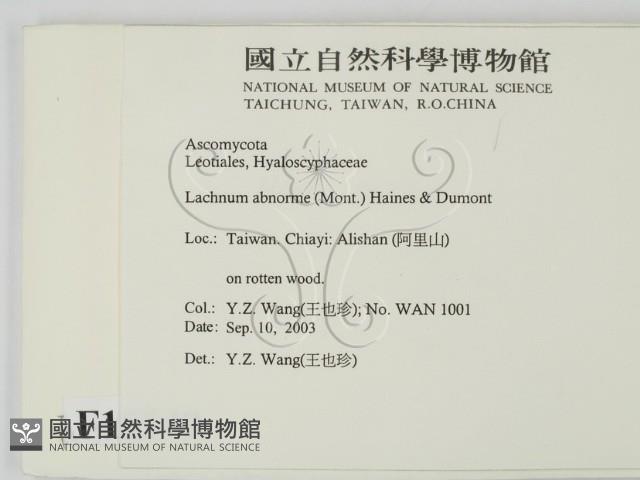 國立自然科學博物館
NATIONAL MUSEUM OF NATURAL SCIENCE
TAICHUNG, TAIWAN, R.O.CHINA
Ascomycota
Leotiales, Hyaloscyphaceae
Lachnum abnorme (Mont.) Haines & Dumont
Loc.: Taiwan. Chiayi: Alishan (阿里山)
on rotten wood.
Col.: Y.Z. Wang(王也珍); No. WAN 1001
Date: Sep. 10, 2003
Det.: Y.Z. Wang(王也珍)
國立自然科學博物館
NATIONAL MUSEUM OF NATURAL SCIENCE